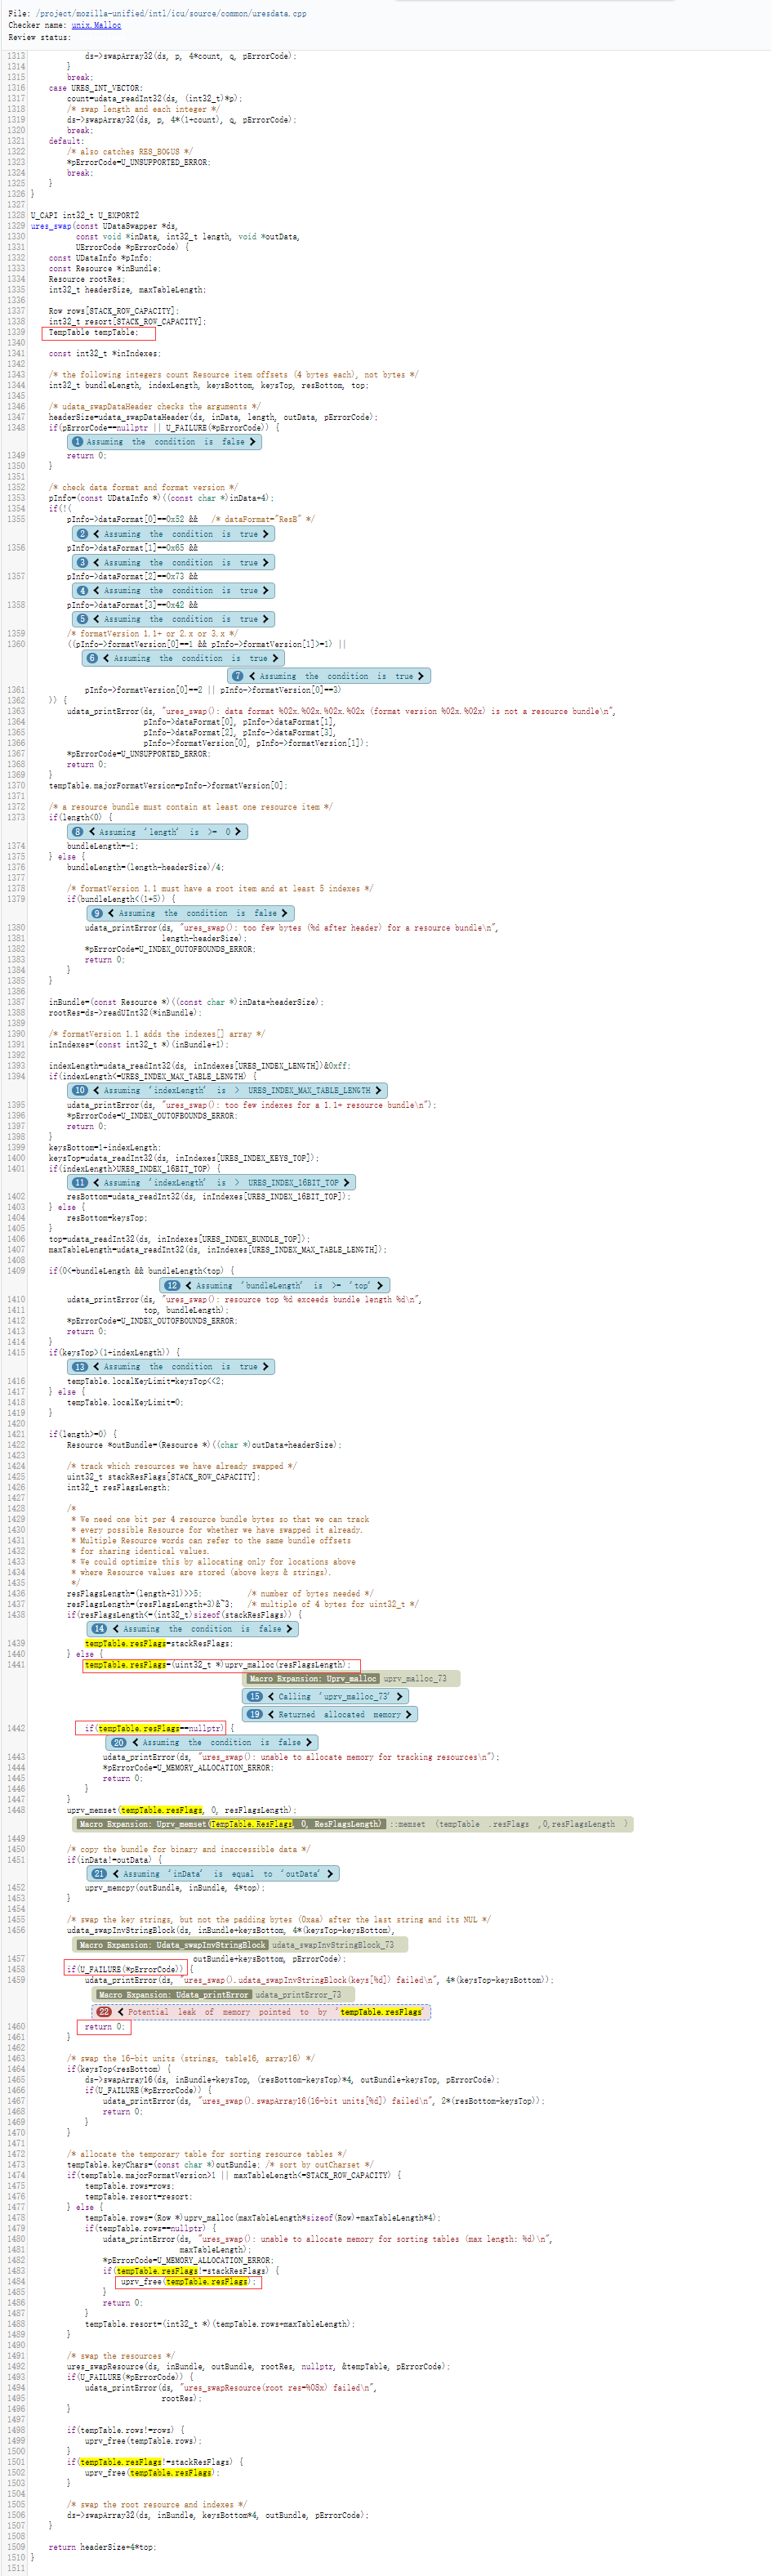 File: /project/mozilla-unified/intl/icu/source/common/uresdata.cpp
Checker name: unix.Malloc
Review status:
1313 ds->swapArray32(ds, p, 4*count, q, pErrorCode);
1314 }
1315 break;
1316 case URES_INT_VECTOR:
1317 count=udata_readInt32(ds, (int32_t)*p);
1318 /* swap length and each integer */
1319 ds->swapArray32(ds, p, 4*(1+count), q, pErrorCode);
1320 break;
1321 default:
1322 /* also catches RES_BOGUS */
1323 *pErrorCode=U_UNSUPPORTED_ERROR;
1324 break;
1325 }
1326 }
1327
1328 U_CAPI int32_t U_EXPORT2
1329 ures_swap(const UDataSwapper *ds,
1330 const void *inData, int32_t length, void *outData,
1331 UErrorCode *pErrorCode) {
1332 const UDataInfo *pInfo;
1333 const Resource *inBundle;
1334 Resource rootRes;
1335 int32_t headerSize, maxTableLength;
1336
1337 Row rows[STACK_ROW_CAPACITY];
1338 int32_t resort[STACK_ROW_CAPACITY];
1339 TempTable tempTable;
1340
1341 const int32_t *inIndexes;
1342
1343 /* the following integers count Resource item offsets (4 bytes each), not bytes */
1344 int32_t bundleLength, indexLength, keysBottom, keysTop, resBottom, top;
1345
1346 /* udata_swapDataHeader checks the arguments */
1347 headerSize=udata_swapDataHeader(ds, inData, length, outData, pErrorCode);
1348 if(pErrorCode==nullptr || U_FAILURE(*pErrorCode)) {
1 Assuming the condition is false >
1349 return 0;
1350 }
1351
1352 /* check data format and format version */
1353 pInfo=(const UDataInfo *)((const char *)inData+4);
1354 if(!(
1355 pInfo->dataFormat[0]==0x52 && /* dataFormat="ResB" */
2 < Assuming the condition is true >
1356 pInfo->dataFormat[1]==0x65 &&
3 < Assuming the condition is true >
1357 pInfo->dataFormat[2]==0x73 &&
4 < Assuming the condition is true >
1358 pInfo->dataFormat[3]==0x42 &&
5 < Assuming the condition is true >
1359 /* formatVersion 1.1+ or 2.x or 3.x */
1360 ((pInfo->formatVersion[0]==1 && pInfo->formatVersion[1]>=1) ||
6 < Assuming the condition is true >
7 < Assuming the condition is true >
1361 pInfo->formatVersion[0]==2 || pInfo->formatVersion[0]==3)
1362 )) {
1363 udata_printError(ds, "ures_swap(): data format %02x.%02x.%02x.%02x (format version %02x.%02x) is not a resource bundle\n",
1364 pInfo->dataFormat[0], pInfo->dataFormat[1],
1365 pInfo->dataFormat[2], pInfo->dataFormat[3],
1366 pInfo->formatVersion[0], pInfo->formatVersion[1]);
1367 *pErrorCode=U_UNSUPPORTED_ERROR;
1368 return 0;
1369 }
1370 tempTable.majorFormatVersion=pInfo->formatVersion[0];
1371
1372 /* a resource bundle must contain at least one resource item */
1373 if(length<0) {
8 < Assuming 'length' is >= 0 >
1374 bundleLength=-1;
1375 } else {
1376 bundleLength=(length-headerSize)/4;
1377
1378 /* formatVersion 1.1 must have a root item and at least 5 indexes */
1379 if(bundleLength<(1+5)) {
9 < Assuming the condition is false >
1380 udata_printError(ds, "ures_swap(): too few bytes (%d after header) for a resource bundle\n",
1381 length-headerSize);
1382 *pErrorCode=U_INDEX_OUTOFBOUNDS_ERROR;
1383 return 0;
1384 }
1385 }
1386
1387 inBundle=(const Resource *)((const char *)inData+headerSize);
1388 rootRes=ds->readUInt32(*inBundle);
1389
1390 /* formatVersion 1.1 adds the indexes[] array */
1391 inIndexes=(const int32_t *)(inBundle+1);
1392
1393 indexLength=udata_readInt32(ds, inIndexes[URES_INDEX_LENGTH])&0xff;
1394 if(indexLength<=URES_INDEX_MAX_TABLE_LENGTH) {
10 < Assuming 'indexLength' is > URES_INDEX_MAX_TABLE_LENGTH >
1395 udata_printError(ds, "ures_swap(): too few indexes for a 1.1+ resource bundle\n");
1396 *pErrorCode=U_INDEX_OUTOFBOUNDS_ERROR;
1397 return 0;
1398 }
1399 keysBottom=1+indexLength;
1400 keysTop=udata_readInt32(ds, inIndexes[URES_INDEX_KEYS_TOP]);
1401 if(indexLength>URES_INDEX_16BIT_TOP) {
11 < Assuming 'indexLength' is > URES_INDEX_16BIT_TOP >
1402 resBottom=udata_readInt32(ds, inIndexes[URES_INDEX_16BIT_TOP]);
1403 } else {
1404 resBottom=keysTop;
1405 }
1406 top=udata_readInt32(ds, inIndexes[URES_INDEX_BUNDLE_TOP]);
1407 maxTableLength=udata_readInt32(ds, inIndexes[URES_INDEX_MAX_TABLE_LENGTH]);
1408
1409 if(0<=bundleLength && bundleLength<top) {
12 < Assuming 'bundleLength' is >= 'top' >
1410 udata_printError(ds, "ures_swap(): resource top %d exceeds bundle length %d\n",
1411 top, bundleLength);
1412 *pErrorCode=U_INDEX_OUTOFBOUNDS_ERROR;
1413 return 0;
1414 }
1415 if(keysTop>(1+indexLength)) {
13 < Assuming the condition is true >
1416 tempTable.localKeyLimit=keysTop<<2;
1417 } else {
1418 tempTable.localKeyLimit=0;
1419 }
1420
1421 if(length>=0) {
1422 Resource *outBundle=(Resource *)((char *)outData+headerSize);
1423
1424 /* track which resources we have already swapped */
1425 uint32_t stackResFlags[STACK_ROW_CAPACITY];
1426 int32_t resFlagsLength;
1427
1428 /*
1429 * We need one bit per 4 resource bundle bytes so that we can track
1430 * every possible Resource for whether we have swapped it already.
1431 * Multiple Resource words can refer to the same bundle offsets
1432 * for sharing identical values.
1433 * We could optimize this by allocating only for locations above
1434 * where Resource values are stored (above keys & strings).
1435 */
1436 resFlagsLength=(length+31)>>5; /* number of bytes needed */
1437 resFlagsLength=(resFlagsLength+3)&~3; /* multiple of 4 bytes for uint32_t */
1438 if(resFlagsLength<=(int32_t)sizeof(stackResFlags)) {
14 < Assuming the condition is false >
1439 tempTable.resFlags=stackResFlags;
1440 } else {
1441 tempTable.resFlags=(uint32_t *)uprv_malloc(resFlagsLength);
Macro Expansion: Uprv_malloc uprv_malloc_73
15 < Calling 'uprv_malloc_73' >
19 < Returned allocated memory >
1442 if(tempTable.resFlags==nullptr) {
20 < Assuming the condition is false >
1443 udata_printError(ds, "ures_swap(): unable to allocate memory for tracking resources\n");
1444 *pErrorCode=U_MEMORY_ALLOCATION_ERROR;
1445 return 0;
1446 }
1447 }
1448 uprv_memset(tempTable.resFlags, 0, resFlagsLength);
Macro Expansion: Uprv_memset(TempTable.ResFlags, 0, ResFlagsLength) ::memset (tempTable .resFlags ,0,resFlagsLength )
1449
1450 /* copy the bundle for binary and inaccessible data */
1451 if(inData!=outData) {
21 < Assuming 'inData' is equal to 'outData' >
1452 uprv_memcpy(outBundle, inBundle, 4*top);
1453 }
1454
1455 /* swap the key strings, but not the padding bytes (0xaa) after the last string and its NUL */
1456 udata_swapInvStringBlock(ds, inBundle+keysBottom, 4*(keysTop-keysBottom),
Macro Expansion: Udata_swapInvStringBlock udata_swapInvStringBlock_73
1457 outBundle+keysBottom, pErrorCode);
1458 if(U_FAILURE(*pErrorCode)) {
1459 udata_printError(ds, "ures_swap().udata_swapInvStringBlock(keys[%d]) failed\n", 4*(keysTop-keysBottom));
Macro Expansion: Udata_printError udata_printError_73
22 < Potential leak of memory pointed to by 'tempTable.resFlags'
1460 return 0;
1461 }
1462
1463 /* swap the 16-bit units (strings, table16, array16) */
1464 if(keysTop<resBottom) {
1465 ds->swapArray16(ds, inBundle+keysTop, (resBottom-keysTop)*4, outBundle+keysTop, pErrorCode);
1466 if(U_FAILURE(*pErrorCode)) {
1467 udata_printError(ds, "ures_swap().swapArray16(16-bit units[%d]) failed\n", 2*(resBottom-keysTop));
1468 return 0;
1469 }
1470 }
1471
1472 /* allocate the temporary table for sorting resource tables */
1473 tempTable.keyChars=(const char *)outBundle; /* sort by outCharset */
1474 if(tempTable.majorFormatVersion>1 || maxTableLength<=STACK_ROW_CAPACITY) {
1475 tempTable.rows=rows;
1476 tempTable.resort=resort;
1477 } else {
1478 tempTable.rows=(Row *)uprv_malloc(maxTableLength*sizeof(Row)+maxTableLength*4);
1479 if(tempTable.rows==nullptr) {
1480 udata_printError(ds, "ures_swap(): unable to allocate memory for sorting tables (max length: %d)\n",
1481 maxTableLength);
1482 *pErrorCode=U_MEMORY_ALLOCATION_ERROR;
1483 if(tempTable.resFlags!=stackResFlags) {
1484 uprv_free(tempTable.resFlags);
1485 }
1486 return 0;
1487 }
1488 tempTable.resort=(int32_t *)(tempTable.rows+maxTableLength);
1489 }
1490
1491 /* swap the resources */
1492 ures_swapResource(ds, inBundle, outBundle, rootRes, nullptr, &tempTable, pErrorCode);
1493 if(U_FAILURE(*pErrorCode)) {
1494 udata_printError(ds, "ures_swapResource(root res=%08x) failed\n",
1495 rootRes);
1496 }
1497
1498 if(tempTable.rows!=rows) {
1499 uprv_free(tempTable.rows);
1500 }
1501 if(tempTable.resFlags!=stackResFlags) {
1502 uprv_free(tempTable.resFlags);
1503 }
1504
1505 /* swap the root resource and indexes */
1506 ds->swapArray32(ds, inBundle, keysBottom*4, outBundle, pErrorCode);
1507 }
1508
1509 return headerSize+4*top;
1510 }
1511